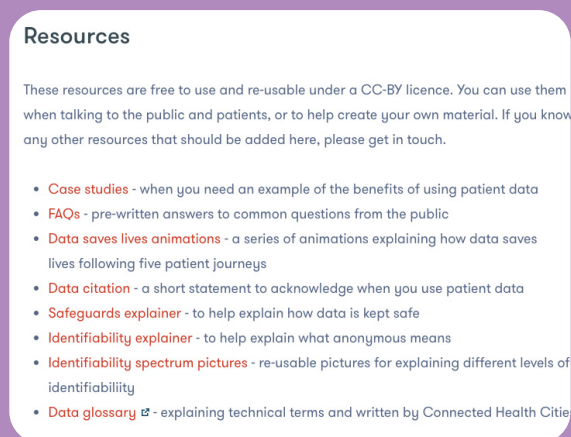 Resources
These resources are free to use and re-usable under a CC-BY licence. You can use them
when talking to the public and patients, or to help create your own material. If you know
any other resources that should be added here, please get in touch.
• Case studies - when you need an example of the benefits of using patient data
• FAQs - pre-written answers to common questions from the public
• Data saves lives animations - a series of animations explaining how data saves
lives following five patient journeys
• Data citation - a short statement to acknowledge when you use patient data
• Safeguards explainer - to help explain how data is kept safe
• Identifiability explainer - to help explain what anonymous means
• Identifiability spectrum pictures - re-usable pictures for explaining different levels of
identifiabiliity
• Data glossary - explaining technical terms and written by Connected Health Citie